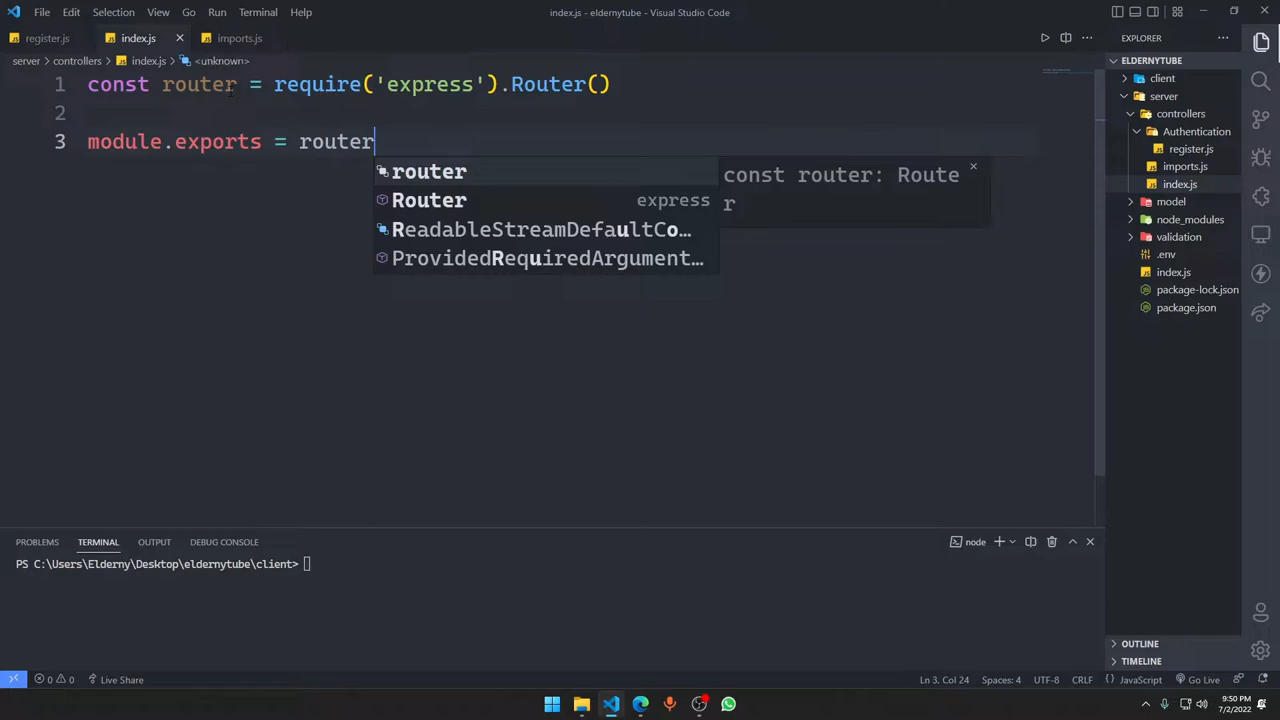 File Edit Selection View Go Run Terminal Help
index.js - eldernytube - Visual Studio Code
register.js index.js imports.js
server > controllers > index.js > <unknown>
1 const router = require('express').Router()
2
3 module.exports = router
router
Router express
ReadableStreamDefaultCo…
ProvidedRequiredArgument…
const router: Route
r
EXPLORER
ELDERNYTUBE
client
server
controllers
Authentication
register.js
imports.js
index.js
model
node_modules
validation
.env
index.js
package-lock.json
package.json
OUTLINE
TIMELINE
PROBLEMS TERMINAL OUTPUT DEBUG CONSOLE
node
PS C:\Users\Elderny\Desktop\eldernytube\client>
0 0 Live Share
Ln 3, Col 24 Spaces: 4 UTF-8 CRLF JavaScript Go Live
9:50 PM
7/2/2022